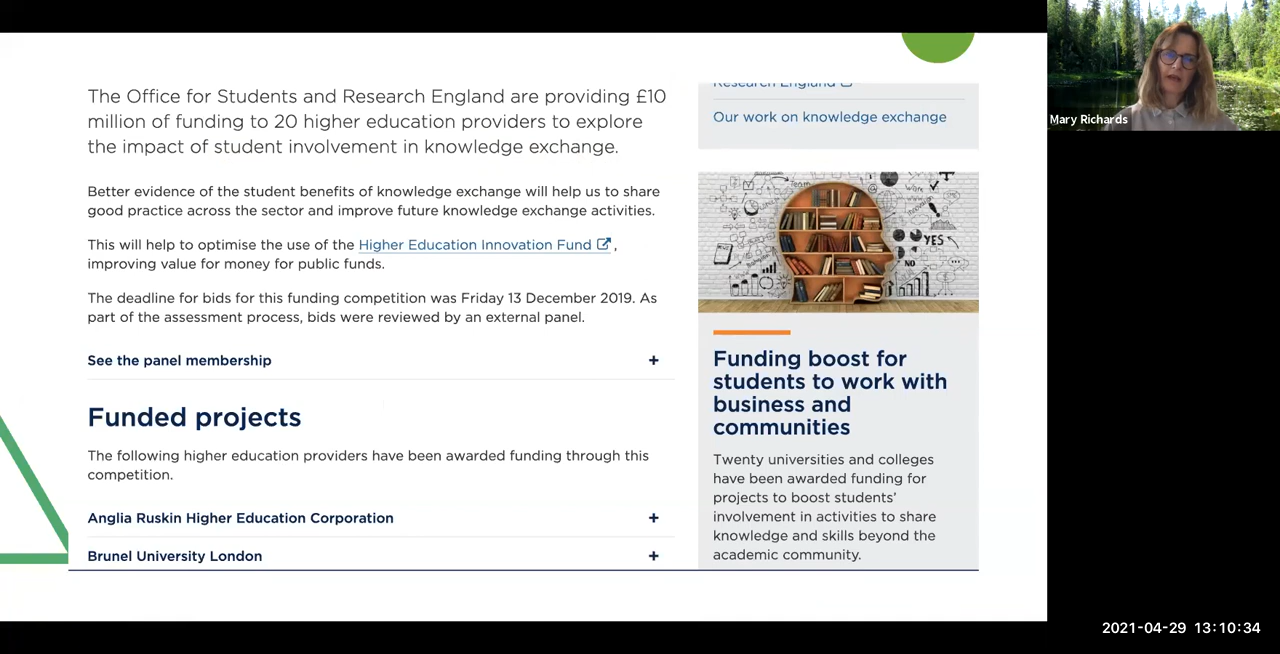 The Office for Students and Research England are providing £10
million of funding to 20 higher education providers to explore
the impact of student involvement in knowledge exchange.
Better evidence of the student benefits of knowledge exchange will help us to share
good practice across the sector and improve future knowledge exchange activities.
This will help to optimise the use of the Higher Education Innovation Fund ,
improving value for money for public funds.
The deadline for bids for this funding competition was Friday 13 December 2019. As
part of the assessment process, bids were reviewed by an external panel.
See the panel membership +
Funded projects
The following higher education providers have been awarded funding through this
competition.
Anglia Ruskin Higher Education Corporation +
Brunel University London +
Research England
Our work on knowledge exchange
Team
YES
NO
Funding boost for
students to work with
business and
communities
Twenty universities and colleges
have been awarded funding for
projects to boost students'
involvement in activities to share
knowledge and skills beyond the
academic community.
Mary Richards
2021-04-29 13:10:34